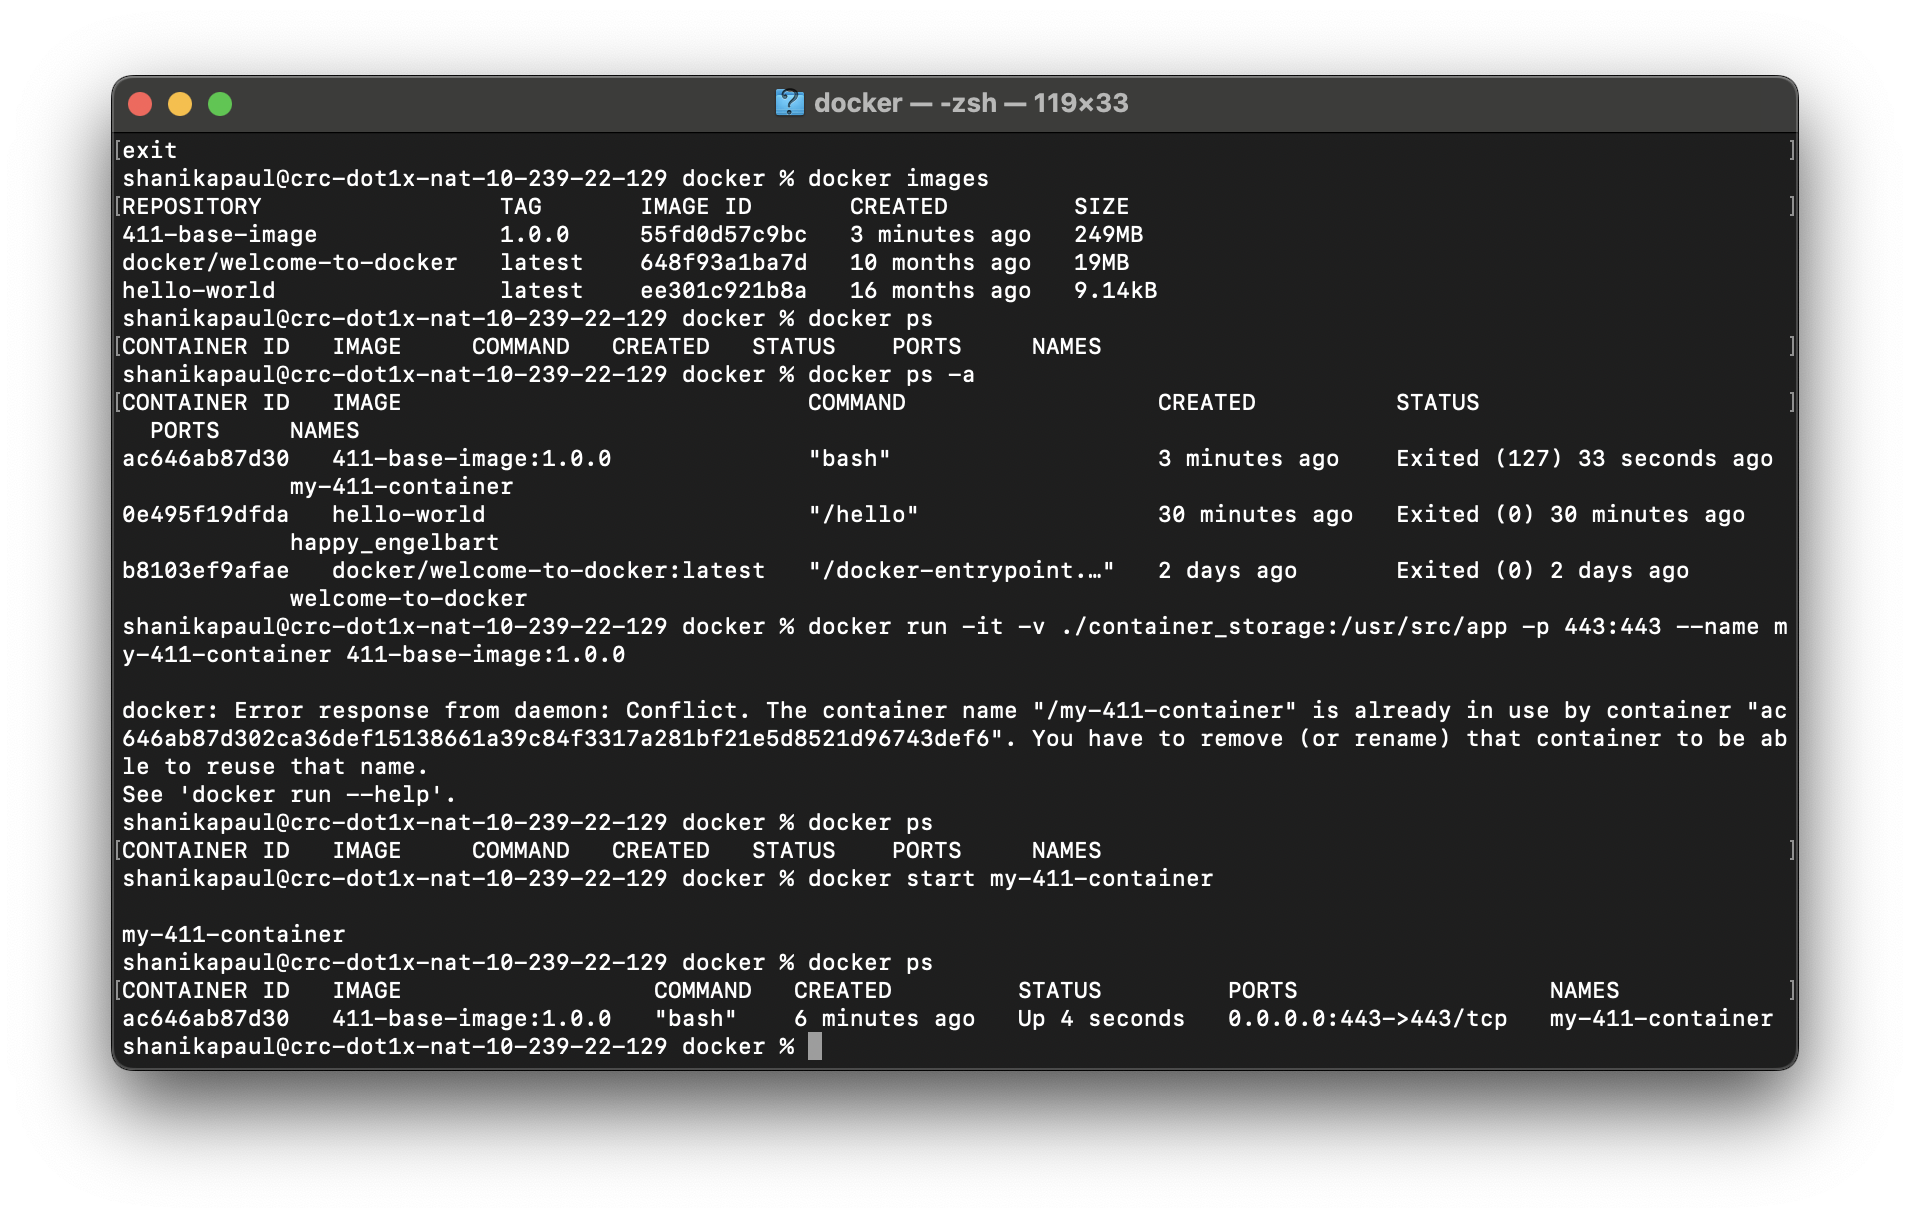 docker — -zsh — 119×33
[exit ]
shanikapaul@crc-dot1x-nat-10-239-22-129 docker % docker images
[REPOSITORY                 TAG       IMAGE ID       CREATED         SIZE ]
411-base-image             1.0.0     55fd0d57c9bc   3 minutes ago   249MB
docker/welcome-to-docker   latest    648f93a1ba7d   10 months ago   19MB
hello-world                latest    ee301c921b8a   16 months ago   9.14kB
shanikapaul@crc-dot1x-nat-10-239-22-129 docker % docker ps
[CONTAINER ID   IMAGE     COMMAND   CREATED   STATUS    PORTS     NAMES ]
shanikapaul@crc-dot1x-nat-10-239-22-129 docker % docker ps -a
[CONTAINER ID   IMAGE                             COMMAND                  CREATED          STATUS ]
  PORTS     NAMES
ac646ab87d30   411-base-image:1.0.0              "bash"                   3 minutes ago    Exited (127) 33 seconds ago
            my-411-container
0e495f19dfda   hello-world                       "/hello"                 30 minutes ago   Exited (0) 30 minutes ago
            happy_engelbart
b8103ef9afae   docker/welcome-to-docker:latest   "/docker-entrypoint.…"   2 days ago       Exited (0) 2 days ago
            welcome-to-docker
shanikapaul@crc-dot1x-nat-10-239-22-129 docker % docker run -it -v ./container_storage:/usr/src/app -p 443:443 --name m
y-411-container 411-base-image:1.0.0
docker: Error response from daemon: Conflict. The container name "/my-411-container" is already in use by container "ac
646ab87d302ca36def15138661a39c84f3317a281bf21e5d8521d96743def6". You have to remove (or rename) that container to be ab
le to reuse that name.
See 'docker run --help'.
shanikapaul@crc-dot1x-nat-10-239-22-129 docker % docker ps
[CONTAINER ID   IMAGE     COMMAND   CREATED   STATUS    PORTS     NAMES ]
shanikapaul@crc-dot1x-nat-10-239-22-129 docker % docker start my-411-container
my-411-container
shanikapaul@crc-dot1x-nat-10-239-22-129 docker % docker ps
[CONTAINER ID   IMAGE                  COMMAND   CREATED         STATUS         PORTS                  NAMES ]
ac646ab87d30   411-base-image:1.0.0   "bash"    6 minutes ago   Up 4 seconds   0.0.0.0:443->443/tcp   my-411-container
shanikapaul@crc-dot1x-nat-10-239-22-129 docker %